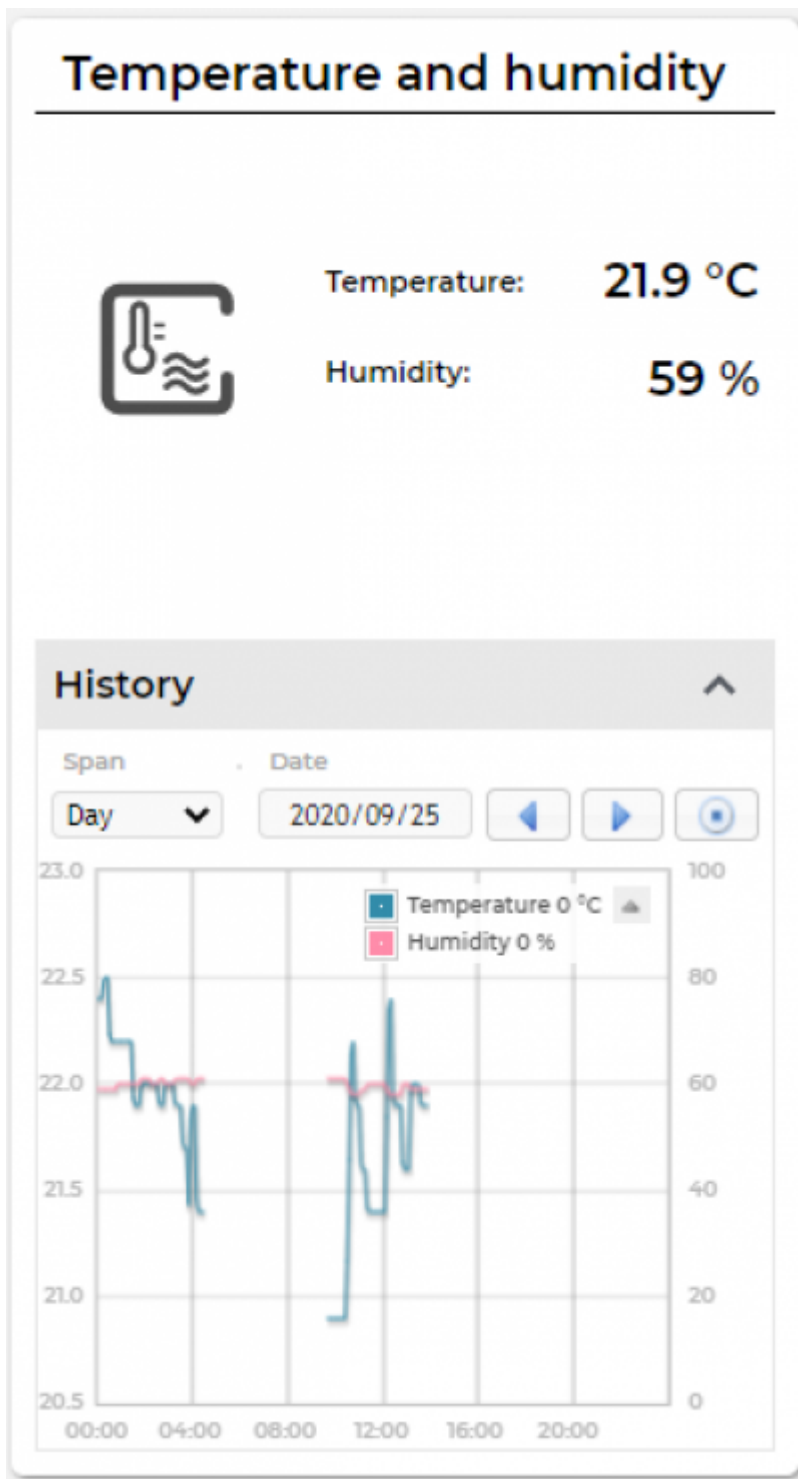 Temperature and humidity
Temperature: 21.9 °C
Humidity: 59 %
History
Span . Date
Day 2020/09/25
23.0 100
Temperature 0 °C
Humidity 0 %
22.5 80
22.0 60
21.5 40
21.0 20
20.5 0
00:00 04:00 08:00 12:00 16:00 20:00